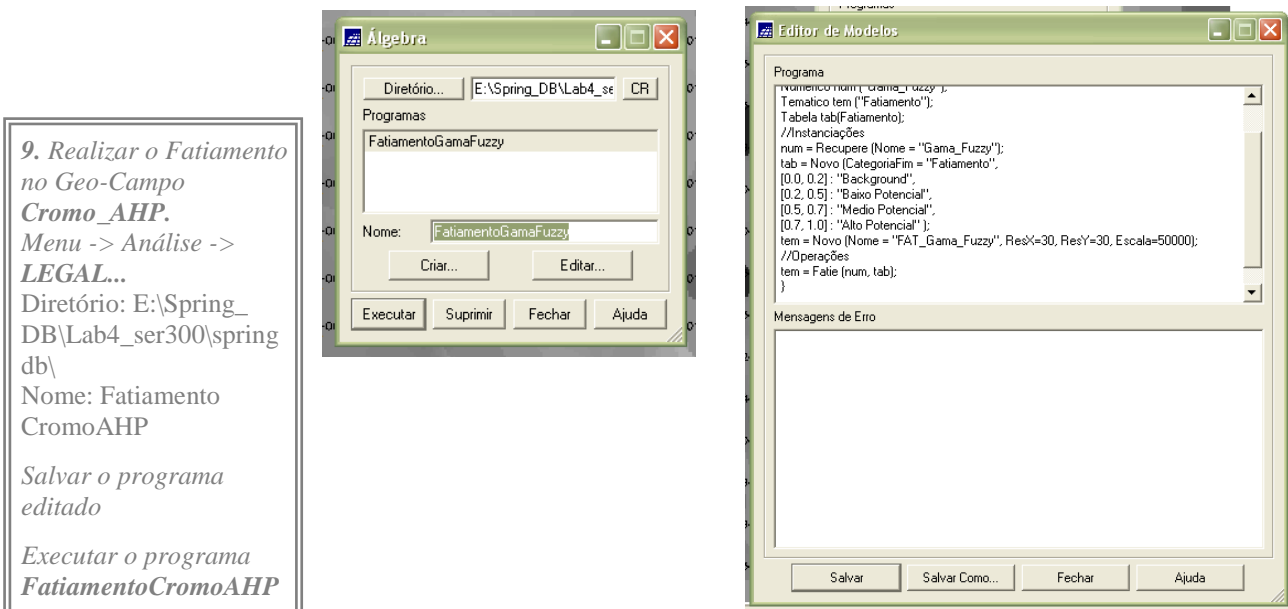 9. Realizar o Fatiamento
no Geo-Campo
Cromo_AHP.
Menu -> Análise ->
LEGAL...
Diretório: E:\Spring_
DB\Lab4_ser300\spring
db\
Nome: Fatiamento
CromoAHP
Salvar o programa
editado
Executar o programa
FatiamentoCromoAHP
Álgebra
Diretório... E:\Spring_DB\Lab4_se CR
Programas
FatiamentoGamaFuzzy
Nome: FatiamentoGamaFuzzy
Criar... Editar...
Executar Suprimir Fechar Ajuda
Programas
Editor de Modelos
Programa
Numerico num ("Gama_Fuzzy");
Tematico tem ("Fatiamento");
Tabela tab(Fatiamento);
//Instanciações
num = Recupere (Nome = "Gama_Fuzzy");
tab = Novo (CategoriaFim = "Fatiamento",
[0.0, 0.2] : "Background",
[0.2, 0.5] : "Baixo Potencial",
[0.5, 0.7] : "Medio Potencial",
[0.7, 1.0] : "Alto Potencial" );
tem = Novo (Nome = "FAT_Gama_Fuzzy", ResX=30, ResY=30, Escala=50000);
//Operações
tem = Fatie (num, tab);
}
Mensagens de Erro
Salvar Salvar Como... Fechar Ajuda